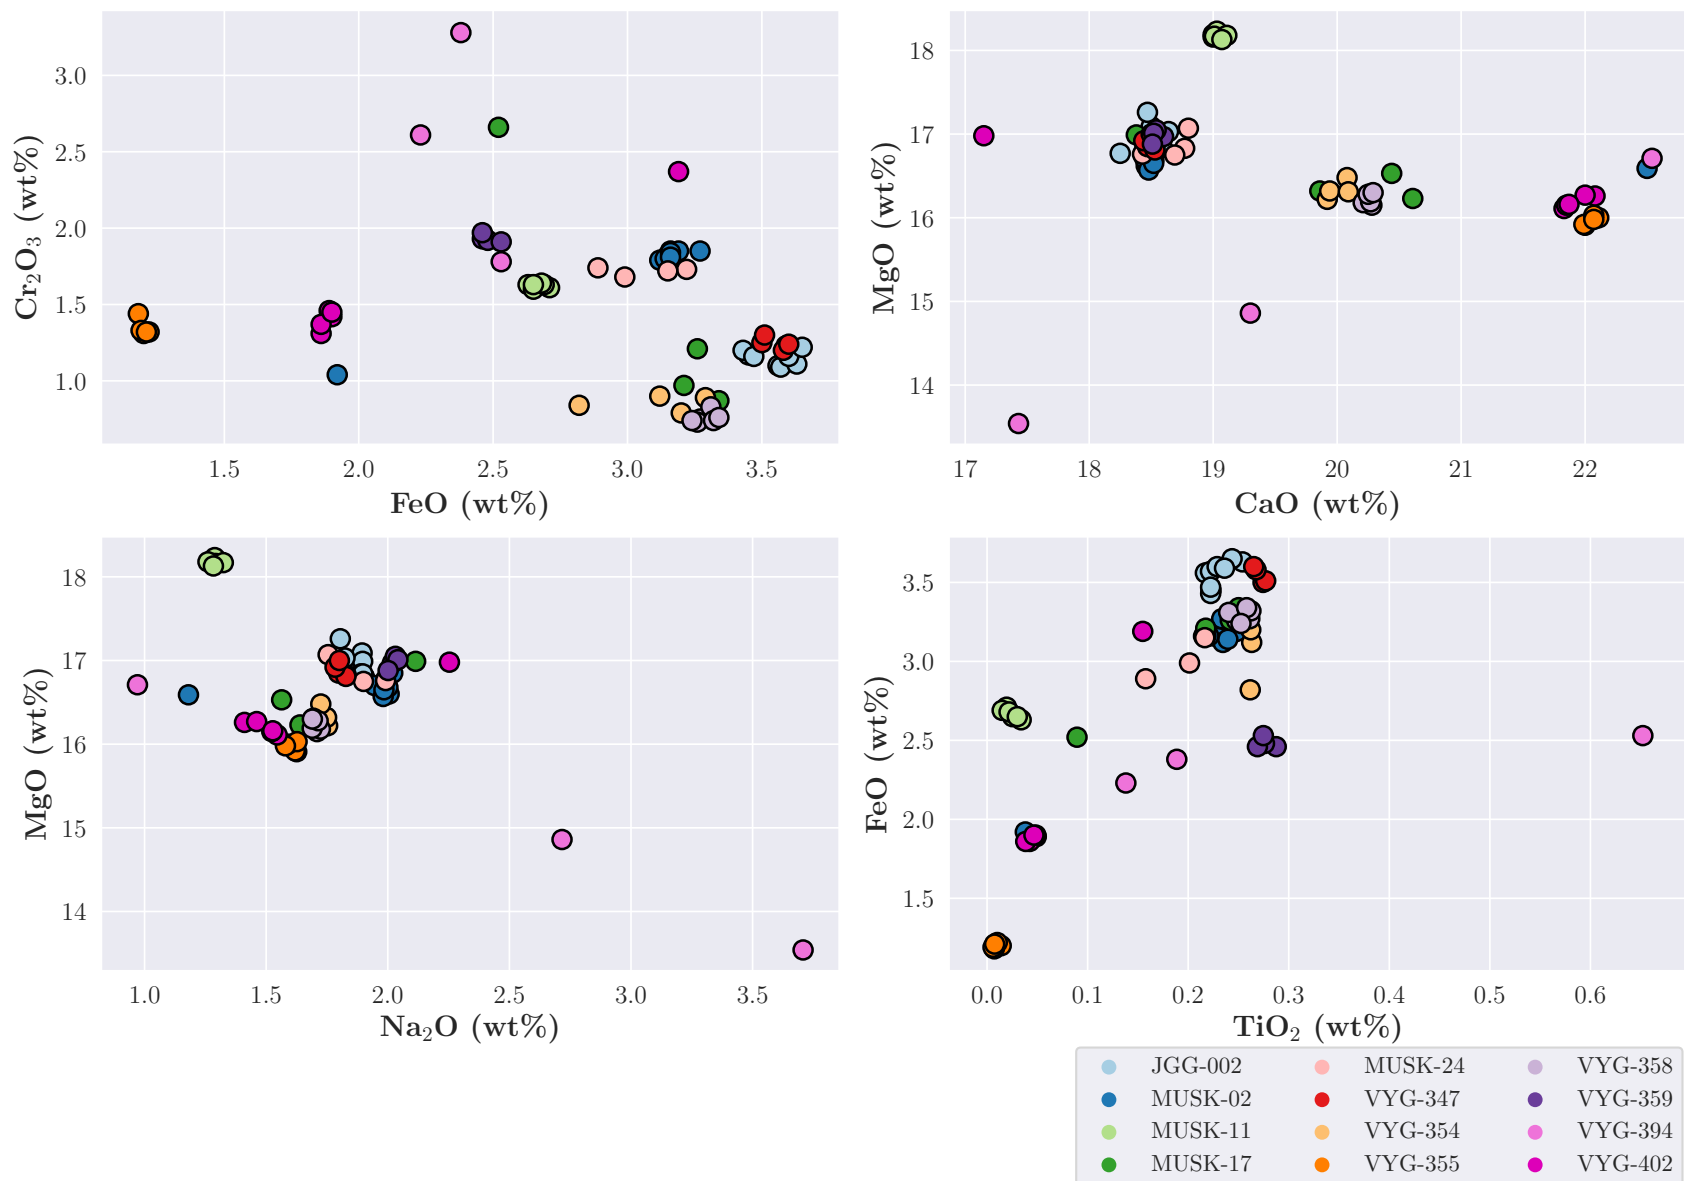 3.0
2.5
2.0
1.5
1.0
Cr₂O₃ (wt%)
1.5 2.0 2.5 3.0 3.5
FeO (wt%)
18
17
16
15
14
MgO (wt%)
17 18 19 20 21 22
CaO (wt%)
18
17
16
15
14
MgO (wt%)
1.0 1.5 2.0 2.5 3.0 3.5
Na₂O (wt%)
3.5
3.0
2.5
2.0
1.5
FeO (wt%)
0.0 0.1 0.2 0.3 0.4 0.5 0.6
TiO₂ (wt%)
JGG-002 MUSK-24 VYG-358
MUSK-02 VYG-347 VYG-359
MUSK-11 VYG-354 VYG-394
MUSK-17 VYG-355 VYG-402